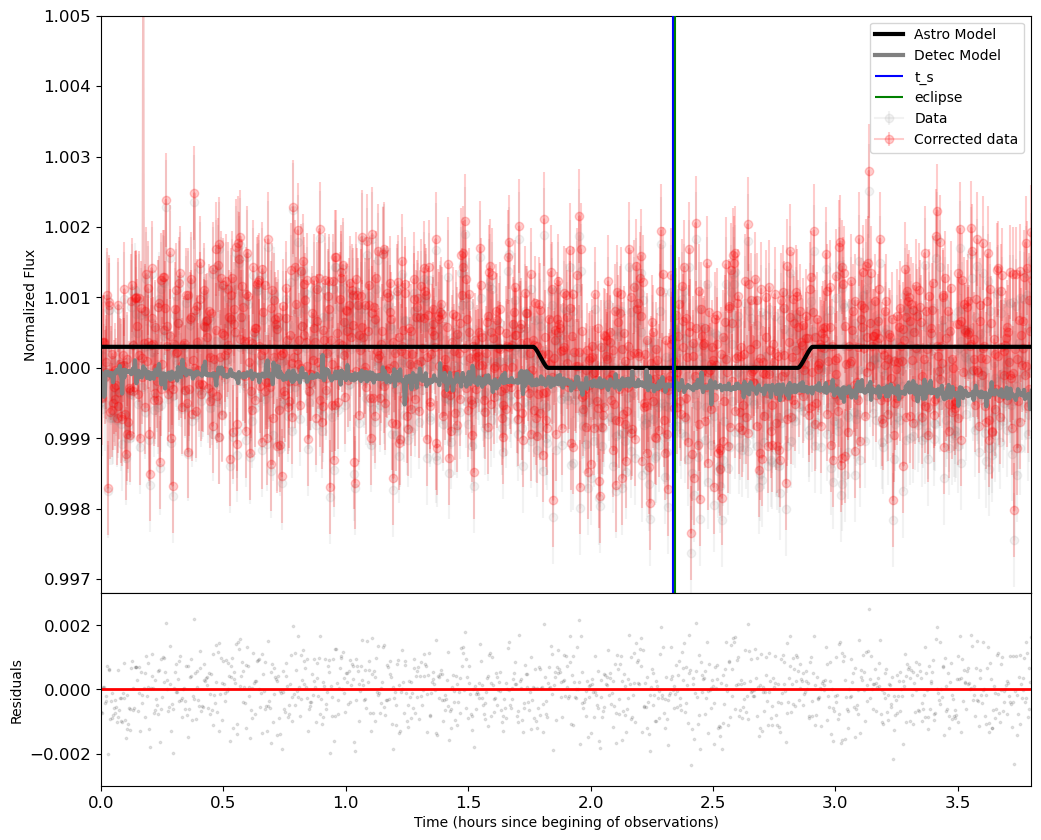 1.005
1.004
1.003
1.002
1.001
1.000
0.999
0.998
0.997
Normalized Flux
Astro Model
Detec Model
t_s
eclipse
Data
Corrected data
0.002
0.000
−0.002
Residuals
0.0
0.5
1.0
1.5
2.0
2.5
3.0
3.5
Time (hours since begining of observations)